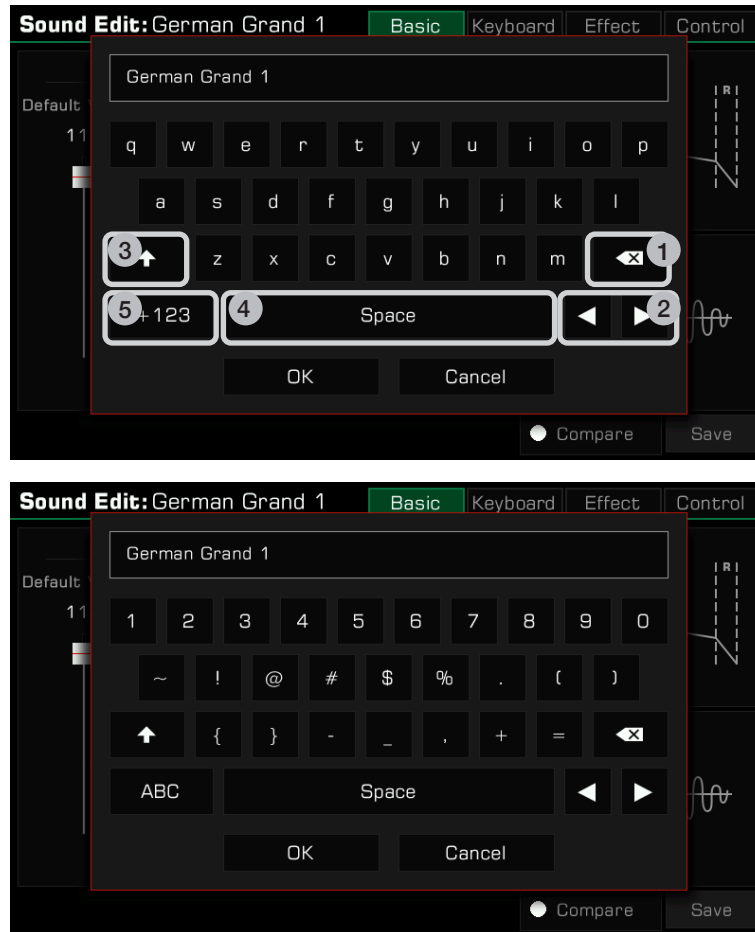 Sound Edit: German Grand 1 Basic Keyboard Effect Control
German Grand 1
R
Default
11
q w e r t y u i o p
a s d f g h j k l
3 z x c v b n m 1
5 +123 4 Space 2
OK Cancel
Compare Save
Sound Edit: German Grand 1 Basic Keyboard Effect Control
German Grand 1
R
Default
11
1 2 3 4 5 6 7 8 9 0
~ ! @ # $ % . ( )
{ } - _ , + =
ABC Space
OK Cancel
Compare Save